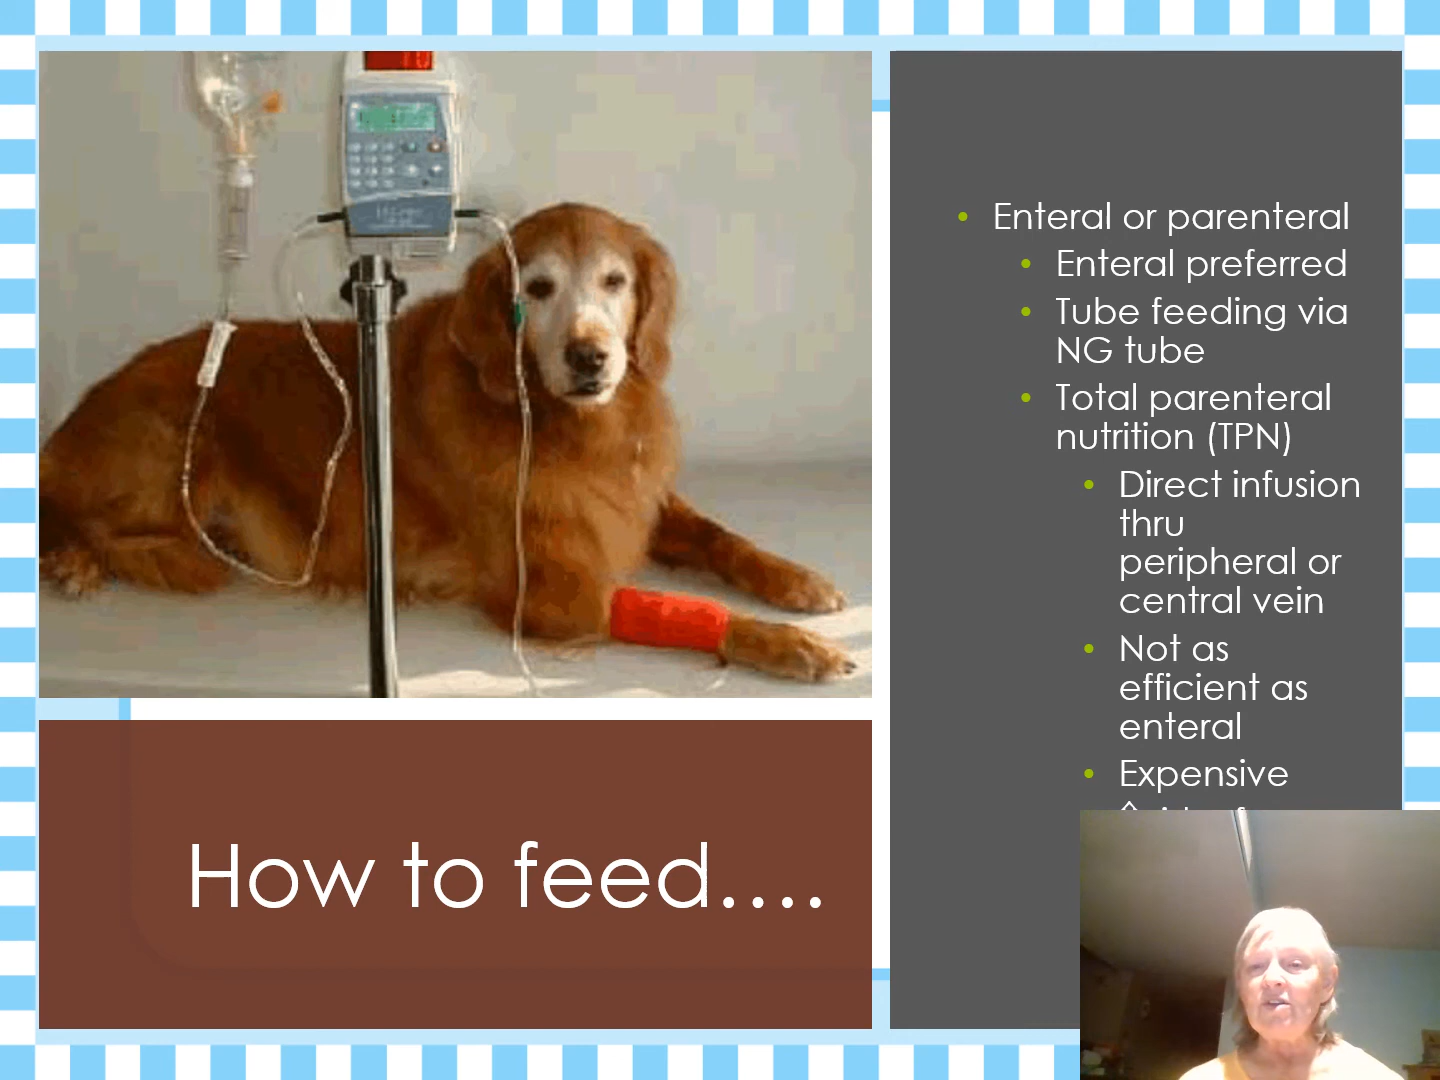 • Enteral or parenteral
• Enteral preferred
• Tube feeding via
NG tube
• Total parenteral
nutrition (TPN)
• Direct infusion
thru
peripheral or
central vein
• Not as
efficient as
enteral
• Expensive
How to feed....